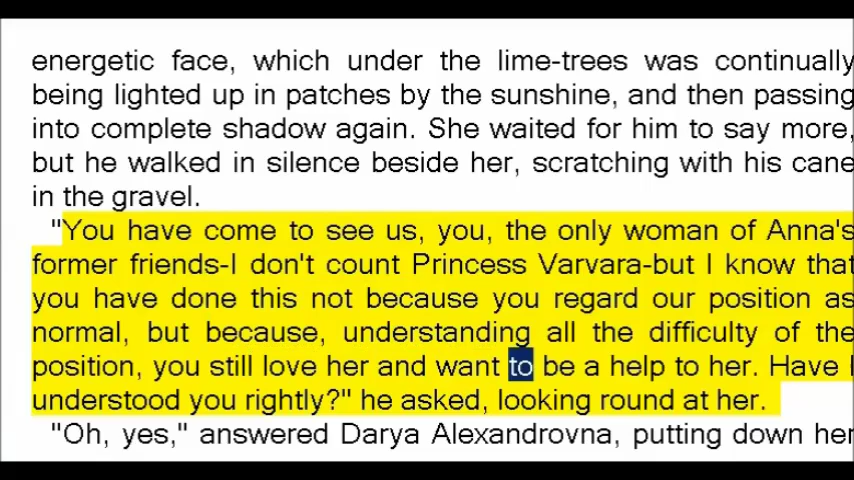 energetic face, which under the lime-trees was continually
being lighted up in patches by the sunshine, and then passing
into complete shadow again. She waited for him to say more,
but he walked in silence beside her, scratching with his cane
in the gravel.
"You have come to see us, you, the only woman of Anna's
former friends-I don't count Princess Varvara-but I know that
you have done this not because you regard our position as
normal, but because, understanding all the difficulty of the
position, you still love her and want to be a help to her. Have I
understood you rightly?" he asked, looking round at her.
"Oh, yes," answered Darya Alexandrovna, putting down her